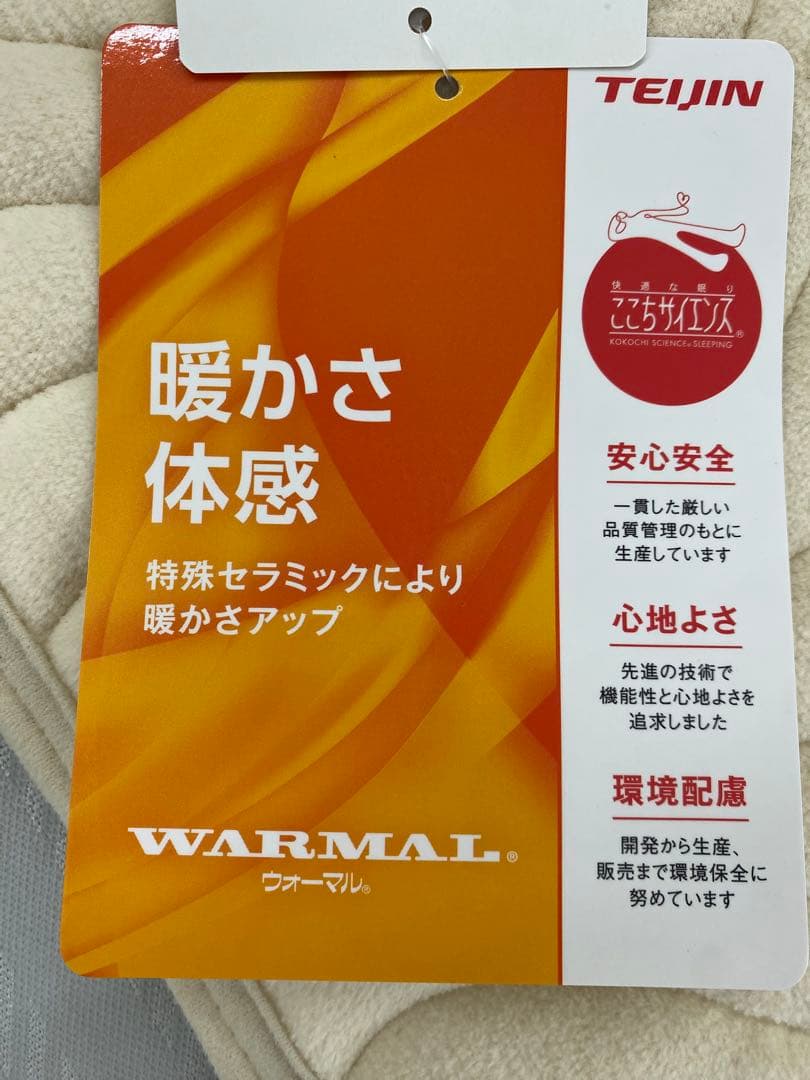 暖かさ
体感
特殊セラミックにより
暖かさアップ
WARMAL®
ウォーマル®
TEIJIN
快適な眠り
ここちサイエンス®
KOKOCHI SCIENCE® SLEEPING
安心安全
一貫した厳しい
品質管理のもとに
生産しています
心地よさ
先進の技術で
機能性と心地よさを
追求しました
環境配慮
開発から生産、
販売まで環境保全に
努めています